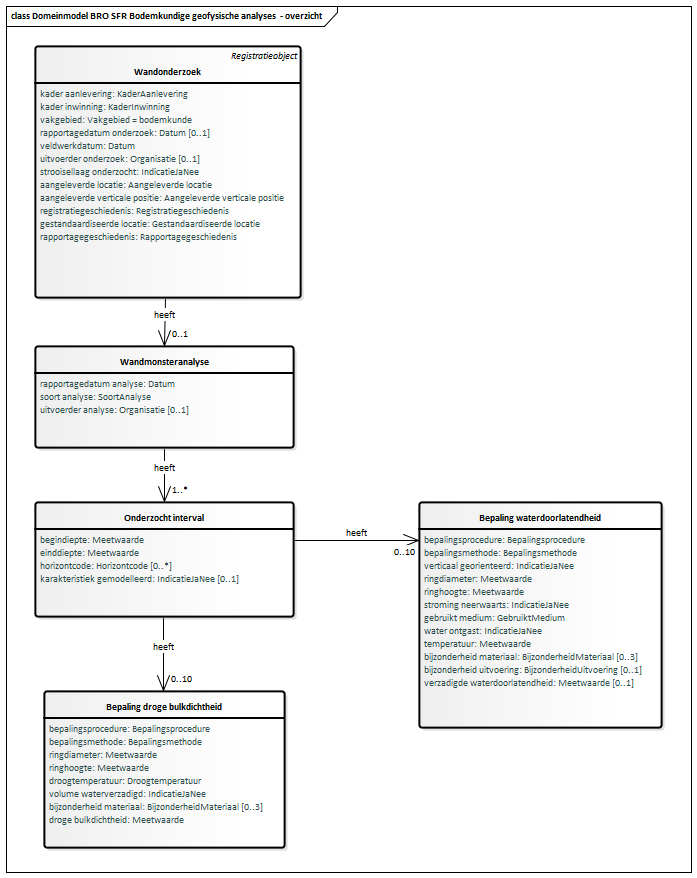 class Domeinmodel BRO SFR Bodemkundige geofysische analyses - overzicht
Registratieobject
Wandonderzoek
kader aanlevering: KaderAanlevering
kader inwinning: KaderInwinning
vakgebied: Vakgebied = bodemkunde
rapportagedatum onderzoek: Datum [0..1]
veldwerkdatum: Datum
uitvoerder onderzoek: Organisatie [0..1]
strooisellaag onderzocht: IndicatieJaNee
aangeleverde locatie: Aangeleverde locatie
aangeleverde verticale positie: Aangeleverde verticale positie
registratiegeschiedenis: Registratiegeschiedenis
gestandaardiseerde locatie: Gestandaardiseerde locatie
rapportagegeschiedenis: Rapportagegeschiedenis
heeft
0..1
Wandmonsteranalyse
rapportagedatum analyse: Datum
soort analyse: SoortAnalyse
uitvoerder analyse: Organisatie [0..1]
heeft
1..*
Onderzocht interval
begindiepte: Meetwaarde
einddiepte: Meetwaarde
horizontcode: Horizontcode [0..*]
karakteristiek gemodelleerd: IndicatieJaNee [0..1]
heeft
0..10
Bepaling waterdoorlatendheid
bepalingsprocedure: Bepalingsprocedure
bepalingsmethode: Bepalingsmethode
verticaal georienteerd: IndicatieJaNee
ringdiameter: Meetwaarde
ringhoogte: Meetwaarde
stroming neerwaarts: IndicatieJaNee
gebruikt medium: GebruiktMedium
water ontgast: IndicatieJaNee
temperatuur: Meetwaarde
bijzonderheid materiaal: BijzonderheidMateriaal [0..3]
bijzonderheid uitvoering: BijzonderheidUitvoering [0..1]
verzadigde waterdoorlatendheid: Meetwaarde [0..1]
heeft
0..10
Bepaling droge bulkdichtheid
bepalingsprocedure: Bepalingsprocedure
bepalingsmethode: Bepalingsmethode
ringdiameter: Meetwaarde
ringhoogte: Meetwaarde
droogtemperatuur: Droogtemperatuur
volume waterverzadigd: IndicatieJaNee
bijzonderheid materiaal: BijzonderheidMateriaal [0..3]
droge bulkdichtheid: Meetwaarde